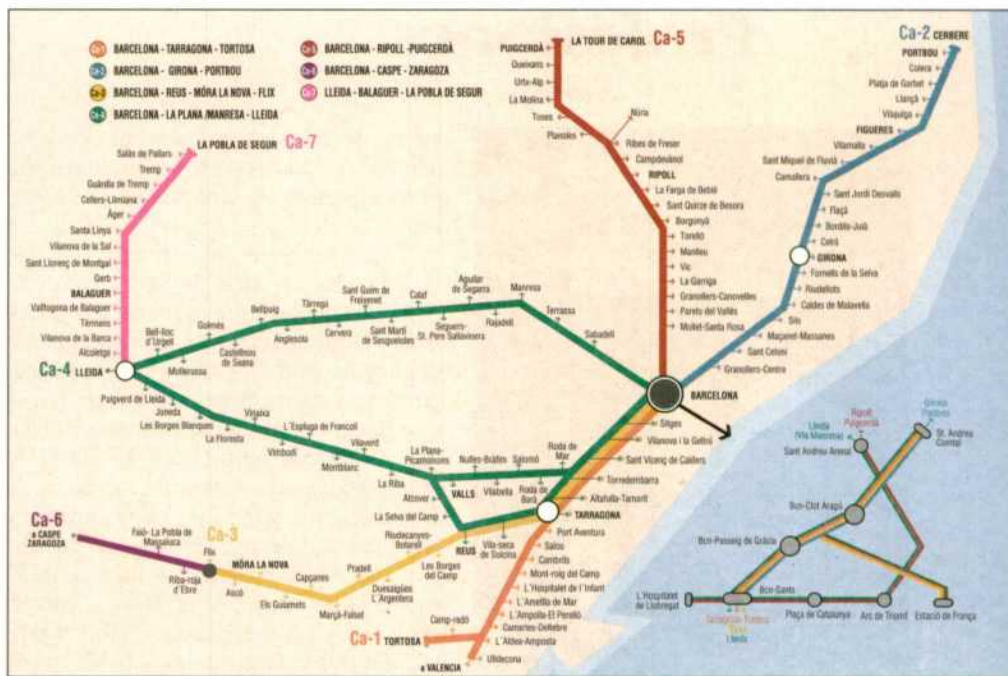 Ca-1 BARCELONA - TARRAGONA - TORTOSA
Ca-2 BARCELONA - GIRONA - PORTBOU
Ca-3 BARCELONA - REUS - MÓRA LA NOVA - FLIX
Ca-4 BARCELONA - LA PLANA /MANRESA - LLEIDA
Ca-5 BARCELONA - RIPOLL -PUIGCERDÀ
Ca-6 BARCELONA - CASPE - ZARAGOZA
Ca-7 LLEIDA - BALAGUER - LA POBLA DE SEGUR
LA POBLA DE SEGUR Ca-7
Salàs de Pallars
Tremp
Guàrdia de Tremp
Cellers-Llimiana
Àger
Santa Linya
Vilanova de la Sal
Sant Llorenç de Montgai
Gerb
BALAGUER
Vallfogona de Balaguer
Térmens
Vilanova de la Barca
Alcoletge
Ca-4 LLEIDA
PUIGCERDÀ
LA TOUR DE CAROL Ca-5
Queixans
Urtx-Alp
La Molina
Toses
Planoles
Núria
Ribes de Freser
Campdevànol
RIPOLL
La Farga de Bebié
Sant Quirze de Besora
Borgonyà
Torelló
Manlleu
Vic
La Garriga
Granollers-Canovelles
Parets del Vallès
Mollet-Santa Rosa
Ca-2 CERBERE
PORTBOU
Colera
Platja de Garbet
Llançà
Vilajuïga
FIGUERES
Vilamalla
Sant Miquel de Fluvià
Camallera
Sant Jordi Desvalls
Flaçà
Bordils-Juià
Celrà
GIRONA
Fornells de la Selva
Riudellots
Caldes de Malavella
Sils
Maçanet-Massanes
Sant Celoni
Granollers-Centre
BARCELONA
Bell-lloc
d'Urgell
Mollerussa
Golmés
Castellnou
de Seana
Bellpuig
Anglesola
Tàrrega
Cervera
Sant Guim de
Freixenet
Sant Martí
de Sesgueioles
Calaf
Seguers-
St. Pere Sallavinera
Aguilar
de Segarra
Rajadell
Manresa
Terrassa
Sabadell
Puigverd de Lleida
Juneda
Les Borges Blanques
La Floresta
Vinaixa
Vimbodí
L'Espluga de Francolí
Montblanc
Vilaverd
La Riba
La Plana-
Picamoixons
VALLS
Nulles-Bràfim
Vilabella
Salomó
Roda de
Barà
Roda de
Mar
Alcover
La Selva del Camp
REUS
Vila-seca
de Solcina
Sitges
Vilanova i la Geltrú
Sant Vicenç de Calders
Torredembarra
Altafulla-Tamarit
TARRAGONA
Port Aventura
Salou
Cambrils
Mont-roig del Camp
L'Hospitalet de l'Infant
L'Ametlla de Mar
L'Ampolla-El Perelló
Camarles-Deltebre
L'Aldea-Amposta
Ulldecona
Camp-redó
Ca-1 TORTOSA
a VALENCIA
Ca-6
a CASPE
ZARAGOZA
Faió- La Pobla de
Massaluca
Riba-roja
d'Ebre
Flix
Ca-3
MÓRA LA NOVA
Ascó
Els Guiamets
Capçanes
Marçà-Falset
Pradell
Duesaigües
L'Argentera
Riudecanyes-
Botarell
Les Borges
del Camp
Lleida
(Via Manresa)
Ripoll
Puigcerdà
Sant Andreu Arenal
Girona
Portbou
St. Andreu
Comtal
Bcn-Clot Aragó
Bcn-Passeig de Gràcia
Bcn-Sants
L'Hospitalet
de Llobregat
Plaça de Catalunya
Arc de Triomf
Estació de França
Lleida